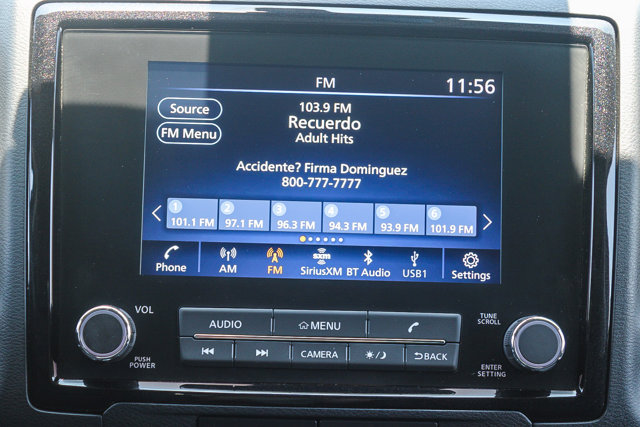 FM
11:56
Source
103.9 FM
FM Menu
Recuerdo
Adult Hits
Accidente? Firma Dominguez
800-777-7777
1 2 3 4 5 6
101.1 FM 97.1 FM 96.3 FM 94.3 FM 93.9 FM 101.9 FM
sxm
Phone AM FM SiriusXM BT Audio USB1 Settings
VOL
AUDIO MENU
TUNE
SCROLL
PUSH
POWER
CAMERA BACK
ENTER
SETTING